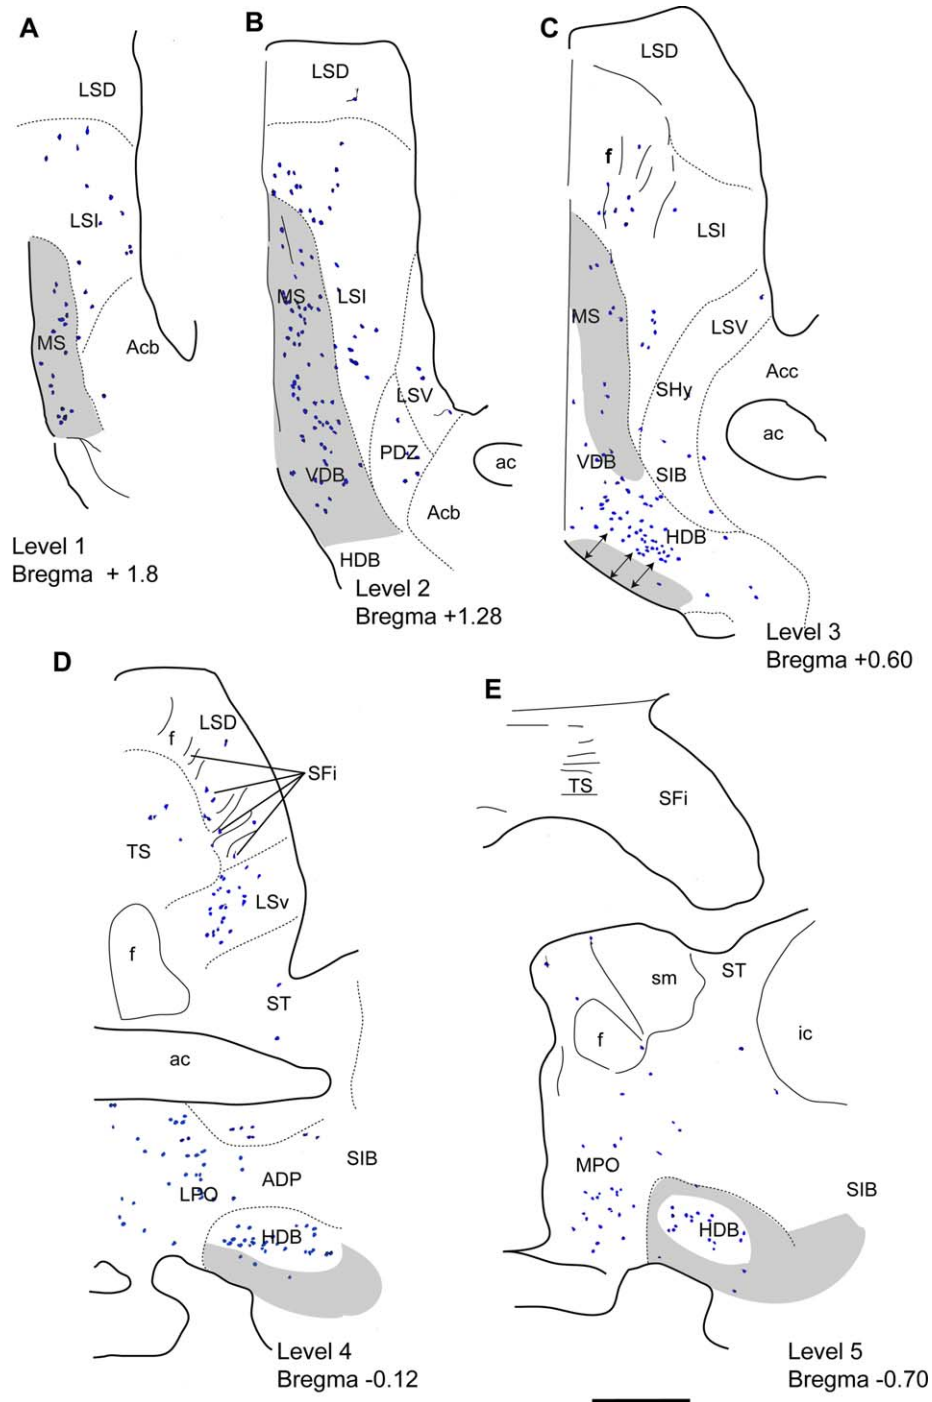 A
LSD
LSI
MS
Acb
Level 1
Bregma + 1.8
B
LSD
MS
LSI
LSV
PDZ
VDB
ac
Acb
HDB
Level 2
Bregma +1.28
C
LSD
f
LSI
MS
LSV
SHy
Acc
ac
VDB
SIB
HDB
Level 3
Bregma +0.60
D
f
LSD
SFi
TS
LSv
f
ST
ac
SIB
ADP
LPO
HDB
Level 4
Bregma -0.12
E
TS
SFi
sm
ST
f
ic
MPO
SIB
HDB
Level 5
Bregma -0.70